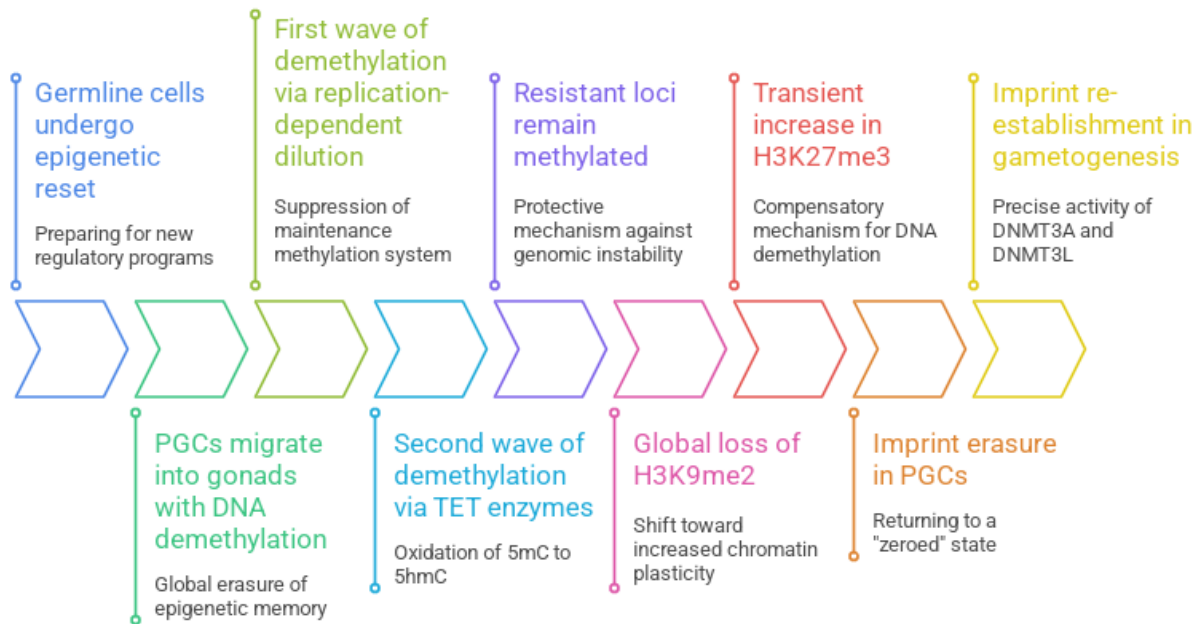 Germline cells
undergo
epigenetic
reset
Preparing for new
regulatory programs
PGCs migrate
into gonads
with DNA
demethylation
Global erasure of
epigenetic memory
First wave of
demethylation
via replication-
dependent
dilution
Suppression of
maintenance
methylation system
Second wave of
demethylation
via TET enzymes
Oxidation of 5mC to
5hmC
Resistant loci
remain
methylated
Protective
mechanism against
genomic instability
Global loss of
H3K9me2
Shift toward
increased chromatin
plasticity
Transient
increase in
H3K27me3
Compensatory
mechanism for DNA
demethylation
Imprint erasure
in PGCs
Returning to a
"zeroed" state
Imprint re-
establishment in
gametogenesis
Precise activity of
DNMT3A and
DNMT3L